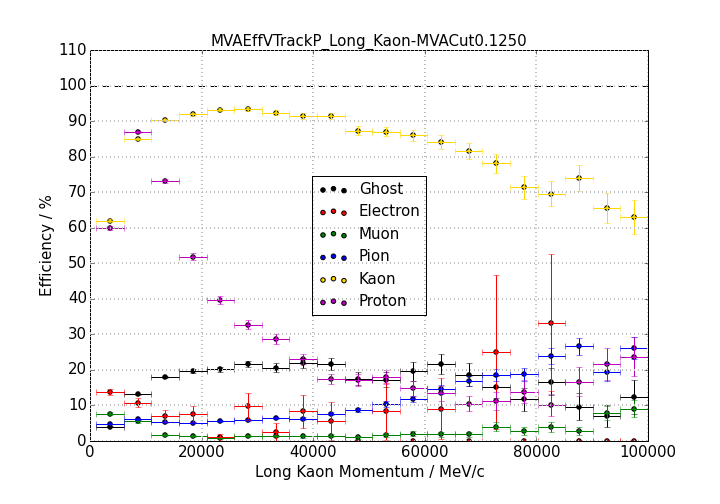 MVAEffVTrackP_Long_Kaon-MVACut0.1250
110
100
90
80
70
60
50
40
30
20
10
0
Efficiency / %
Ghost
Electron
Muon
Pion
Kaon
Proton
0 20000 40000 60000 80000 100000
Long Kaon Momentum / MeV/c